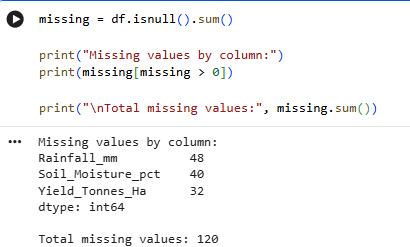 missing = df.isnull().sum()
print("Missing values by column:")
print(missing[missing > 0])
print("\nTotal missing values:", missing.sum())
Missing values by column:
Rainfall_mm          48
Soil_Moisture_pct    40
Yield_Tonnes_Ha      32
dtype: int64
Total missing values: 120